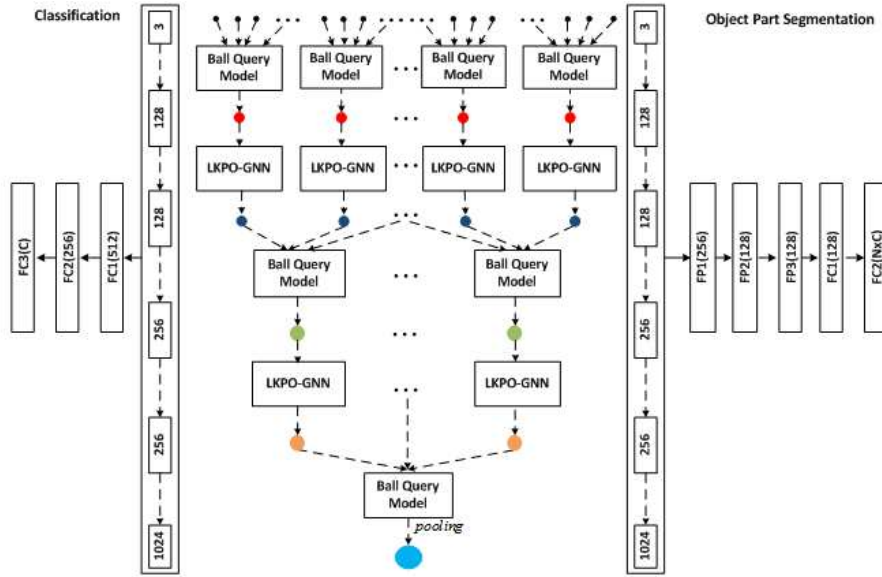 Classification
Object Part Segmentation
3
128
128
256
256
1024
FC3(C)
FC2(256)
FC1(512)
Ball Query
Model
Ball Query
Model
Ball Query
Model
Ball Query
Model
LKPO-GNN
LKPO-GNN
LKPO-GNN
LKPO-GNN
Ball Query
Model
Ball Query
Model
LKPO-GNN
LKPO-GNN
Ball Query
Model
pooling
3
128
128
256
256
1024
FP1(256)
FP2(128)
FP3(128)
FC1(128)
FC2(NxC)